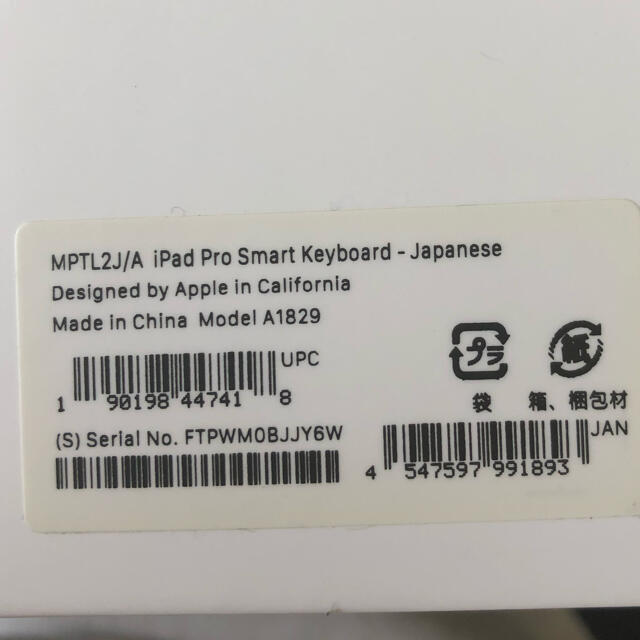 MPTL2J/A iPad Pro Smart Keyboard - Japanese
Designed by Apple in California
Made in China Model A1829
UPC
1 90198 44741 8
プラ
紙
袋 箱、梱包材
(S) Serial No. FTPWM0BJJY6W
JAN
4 547597 991893